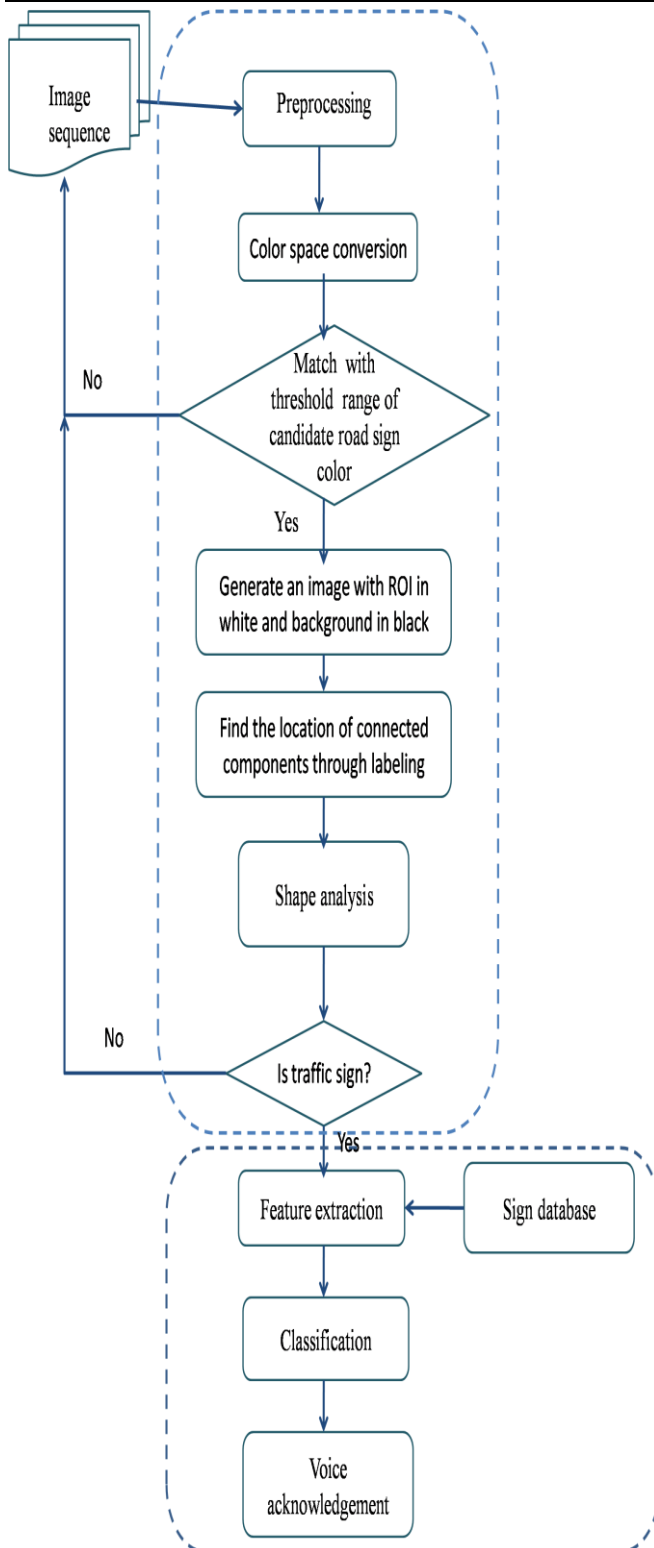 Image
sequence
Preprocessing
Color space conversion
Match with
threshold range of
candidate road sign
color
No
Yes
Generate an image with ROI in
white and background in black
Find the location of connected
components through labeling
Shape analysis
No
Is traffic sign?
Yes
Feature extraction
Sign database
Classification
Voice
acknowledgement